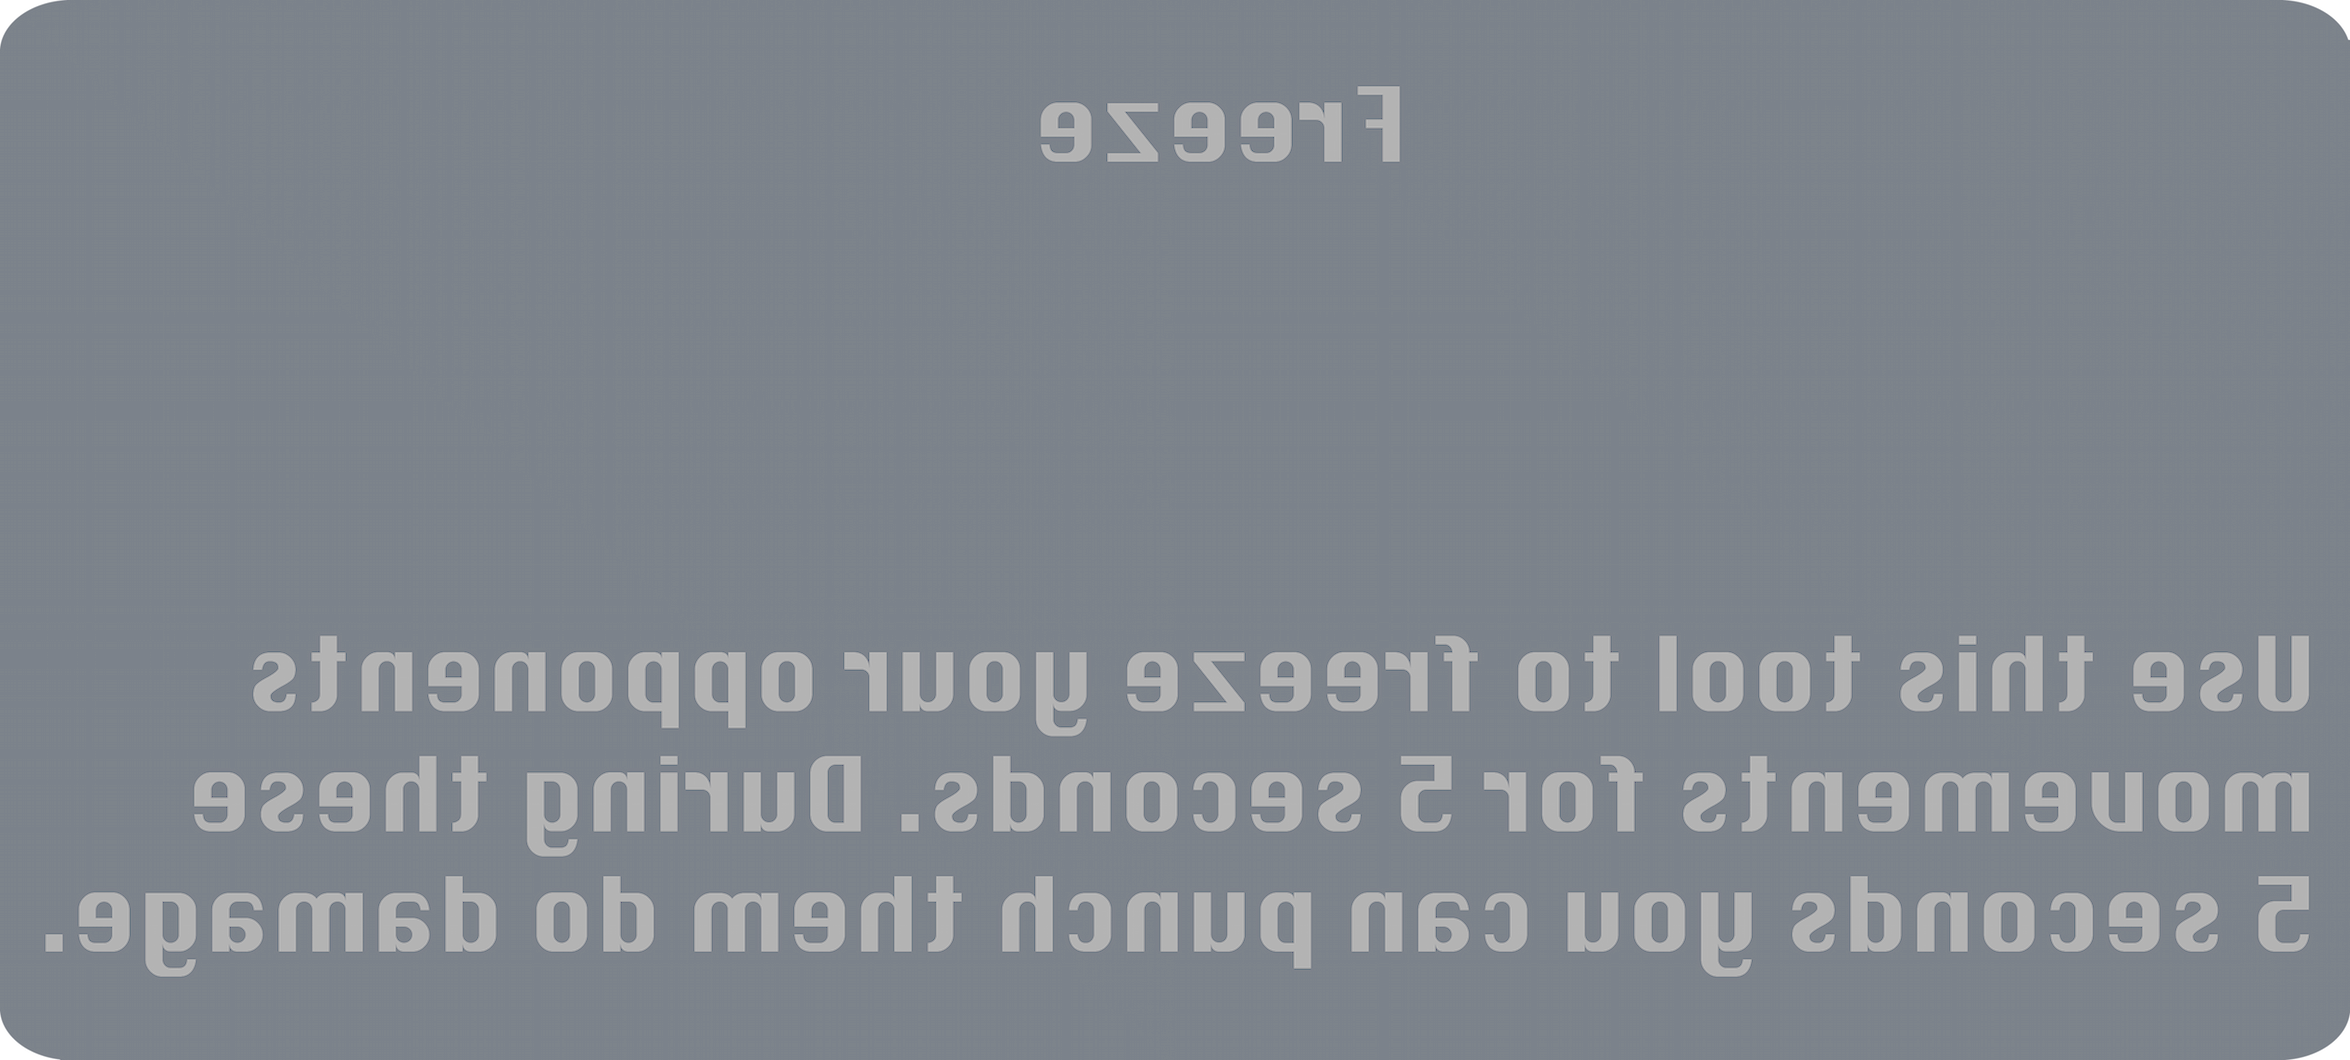 Freeze
Use this tool to freeze your opponents
movements for 5 seconds. During these
5 seconds you can punch them do damage.